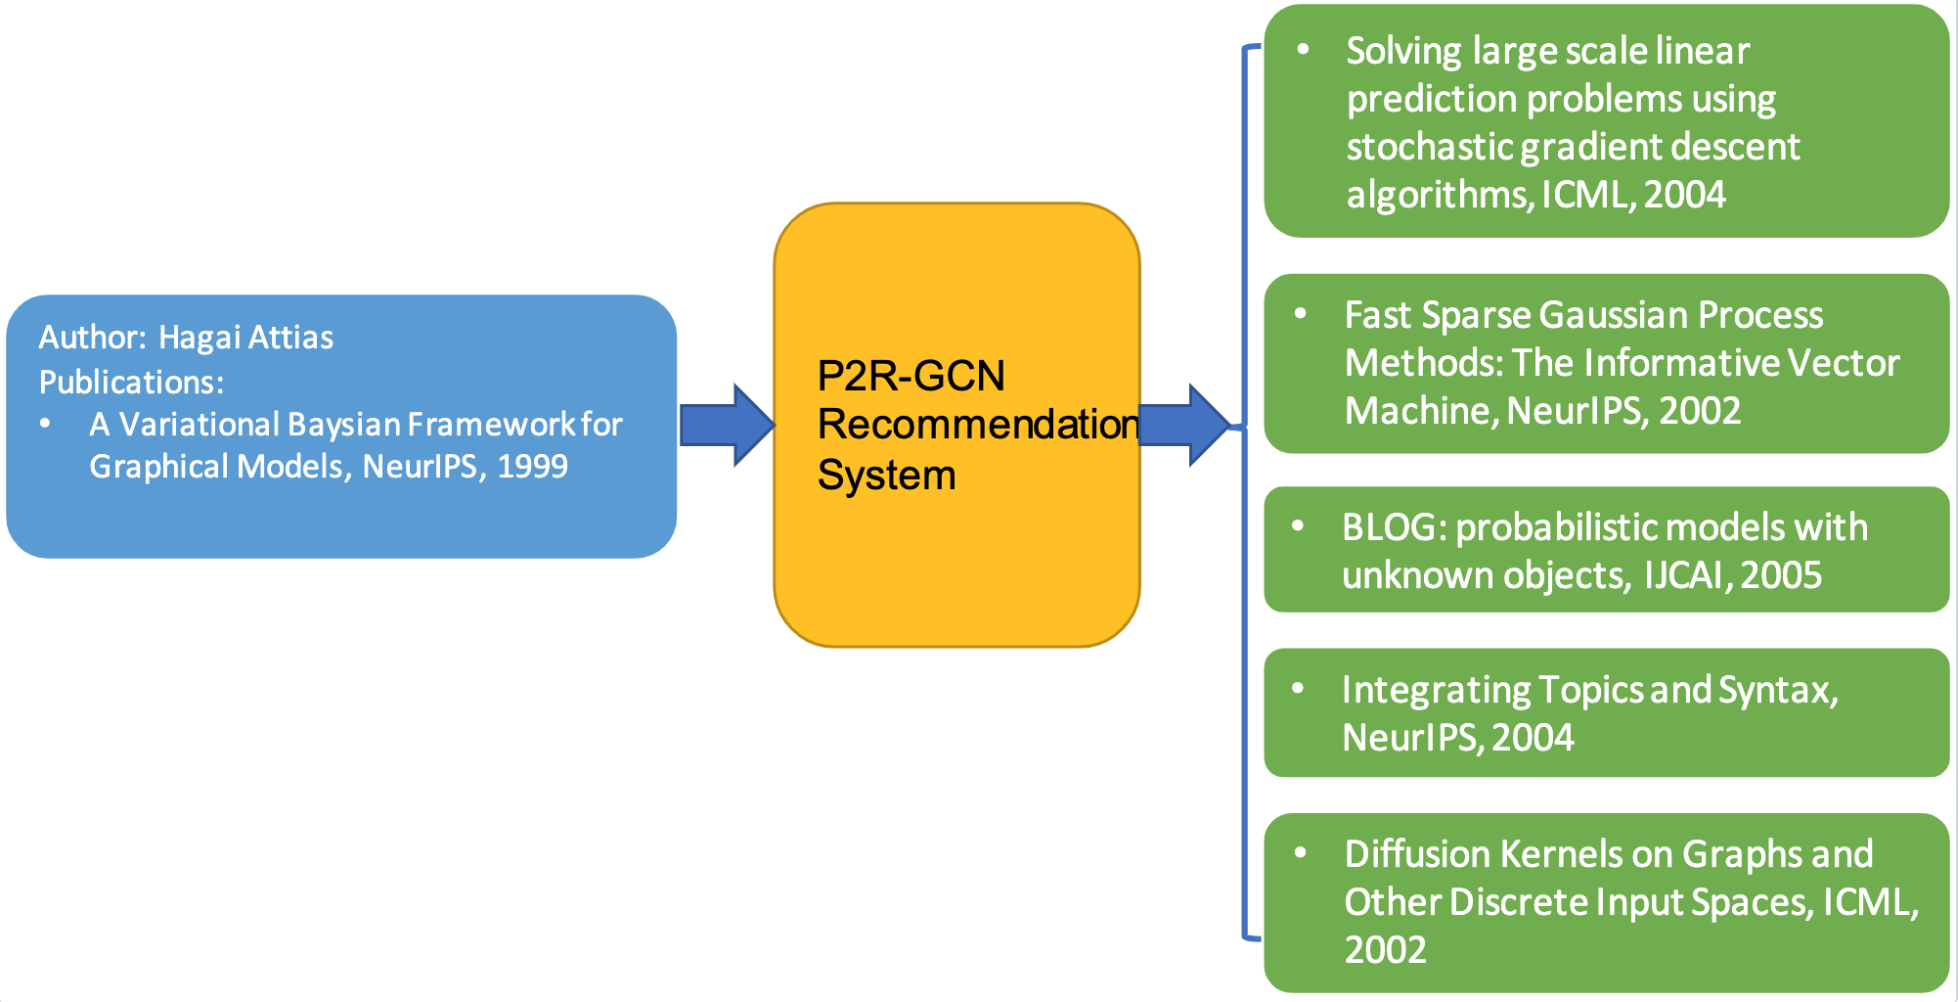 Author: Hagai Attias
Publications:
• A Variational Baysian Framework for
Graphical Models, NeurIPS, 1999
P2R-GCN
Recommendation
System
• Solving large scale linear
prediction problems using
stochastic gradient descent
algorithms, ICML, 2004
• Fast Sparse Gaussian Process
Methods: The Informative Vector
Machine, NeurIPS, 2002
• BLOG: probabilistic models with
unknown objects, IJCAI, 2005
• Integrating Topics and Syntax,
NeurIPS, 2004
• Diffusion Kernels on Graphs and
Other Discrete Input Spaces, ICML,
2002